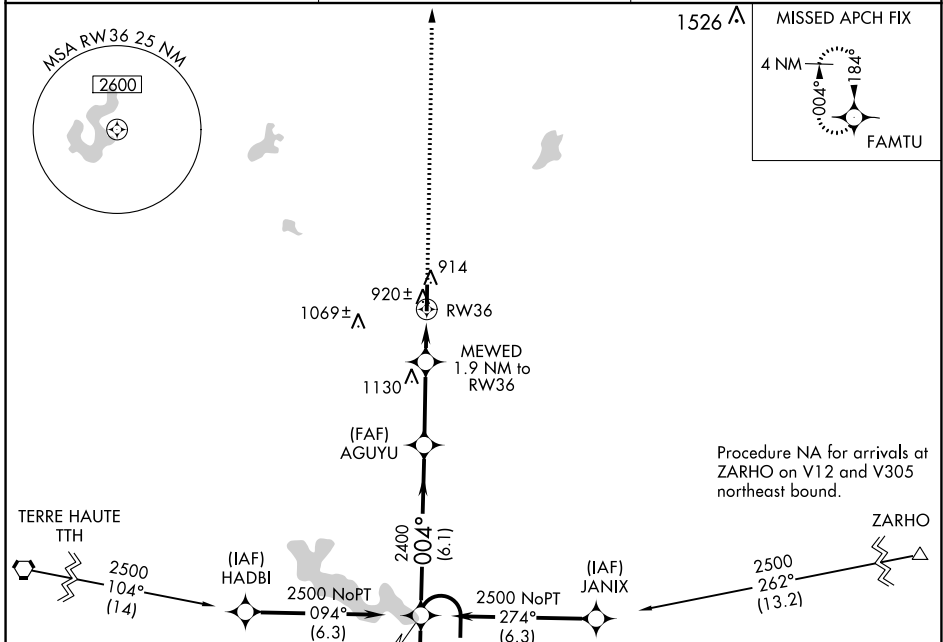 MSA RW36 25 NM
2600
1526
MISSED APCH FIX
4 NM
004°
184°
FAMTU
914
920±
RW36
1069±
MEWED
1.9 NM to
RW36
1130
(FAF)
AGUYU
Procedure NA for arrivals at
ZARHO on V12 and V305
northeast bound.
TERRE HAUTE
TTH
ZARHO
2400
004°
(6.1)
2500
104°
(14)
(IAF)
HADBI
2500 NoPT
094°
(6.3)
2500 NoPT
274°
(6.3)
(IAF)
JANIX
2500
262°
(13.2)